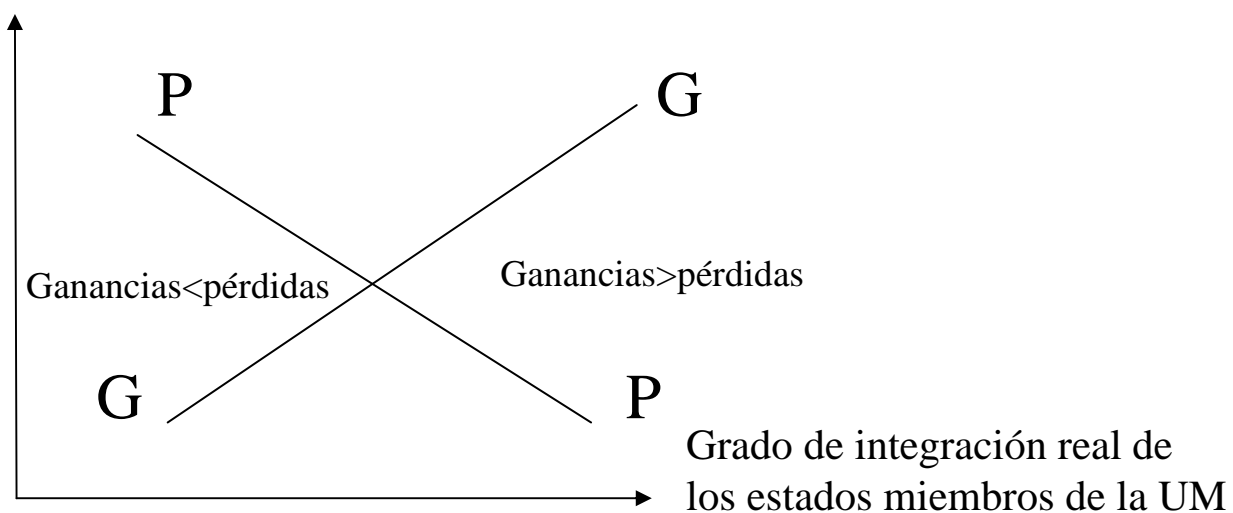 P
G
Ganancias<pérdidas
Ganancias>pérdidas
G
P
Grado de integración real de
los estados miembros de la UM